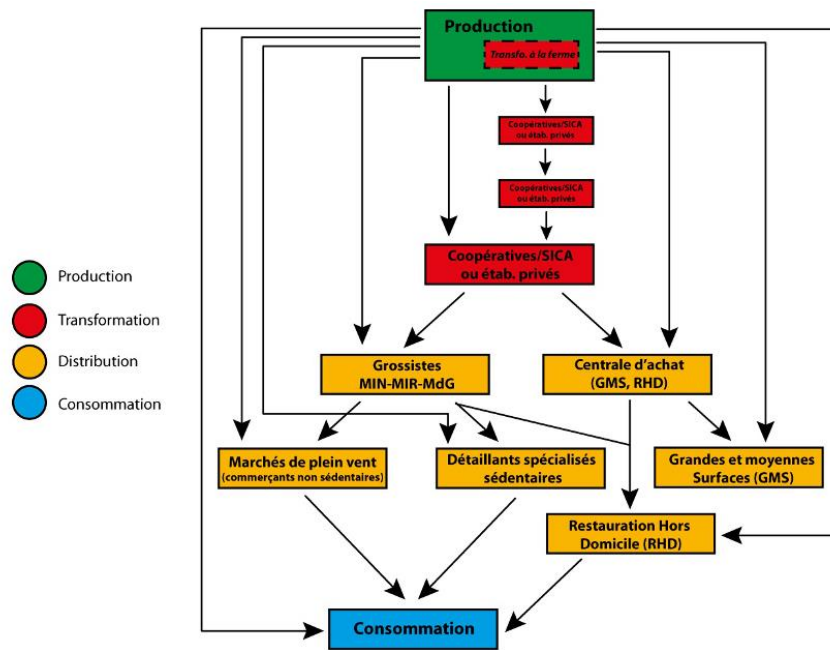 Production
Transfo. à la ferme
Coopératives/SICA
ou étab. privés
Coopératives/SICA
ou étab. privés
Coopératives/SICA
ou étab. privés
Production
Transformation
Distribution
Consommation
Grossistes
MIN-MIR-MdG
Centrale d'achat
(GMS, RHD)
Marchés de plein vent
(commerçants non sédentaires)
Détaillants spécialisés
sédentaires
Grandes et moyennes
Surfaces (GMS)
Restauration Hors
Domicile (RHD)
Consommation